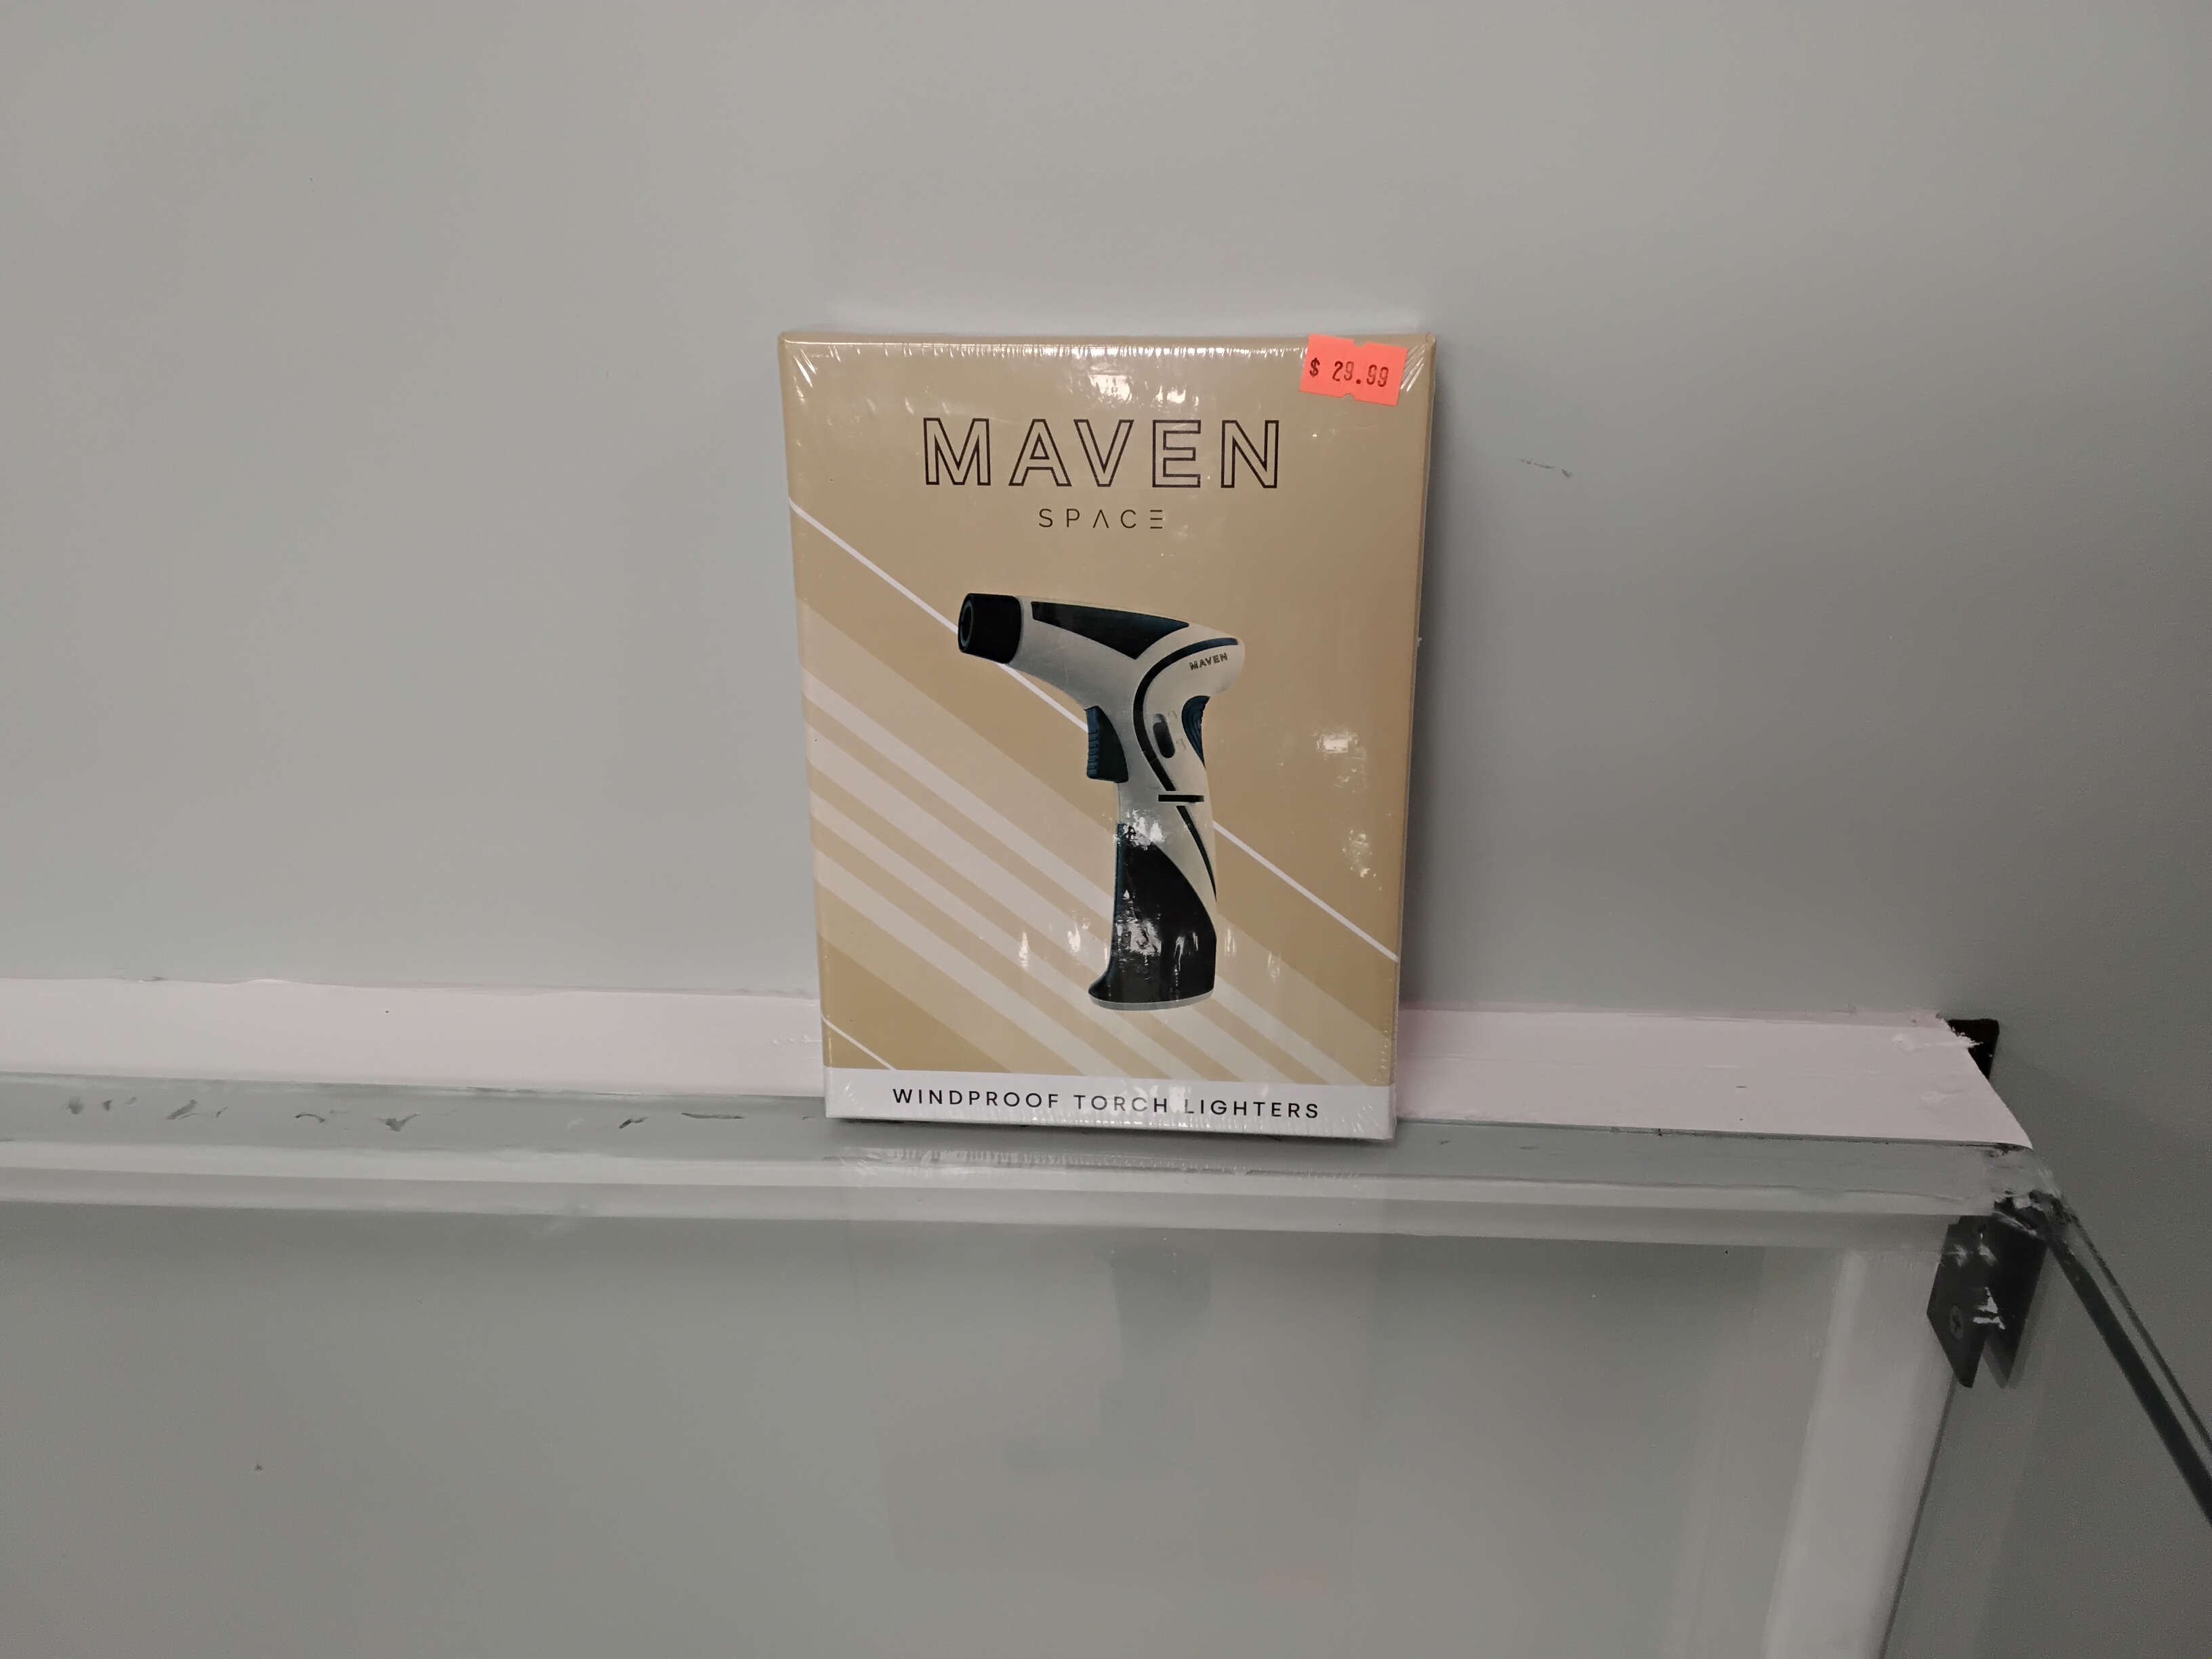 $ 29.99
MAVEN
SPACE
MAVEN
WINDPROOF TORCH LIGHTERS